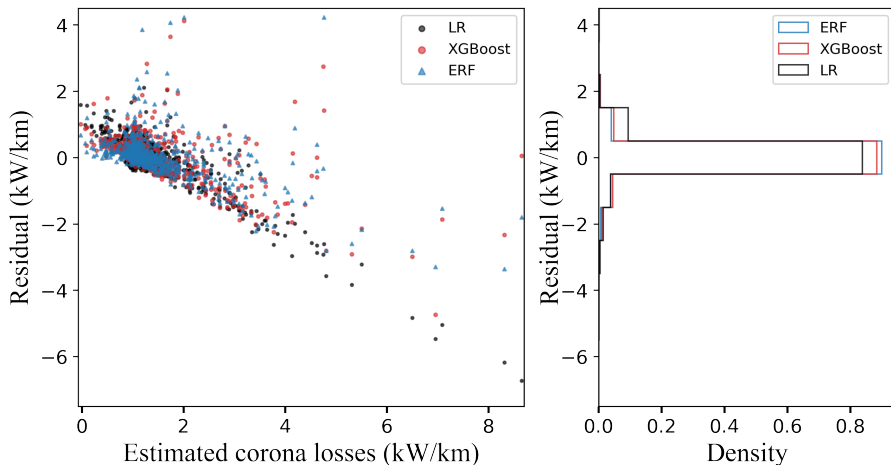 4
2
0
−2
−4
−6
Residual (kW/km)
0
2
4
6
8
Estimated corona losses (kW/km)
LR
XGBoost
ERF
4
2
0
−2
−4
−6
Residual (kW/km)
0.0
0.2
0.4
0.6
0.8
Density
ERF
XGBoost
LR